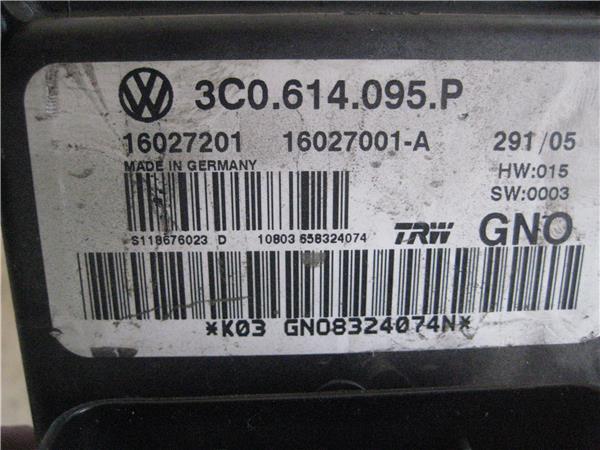 3C0.614.095.P
16027201 16027001-A 291/05
MADE IN GERMANY HW:015
SW:0003
S118676023 D 10803 658324074 TRW GNO
*K03 GNO8324074N*